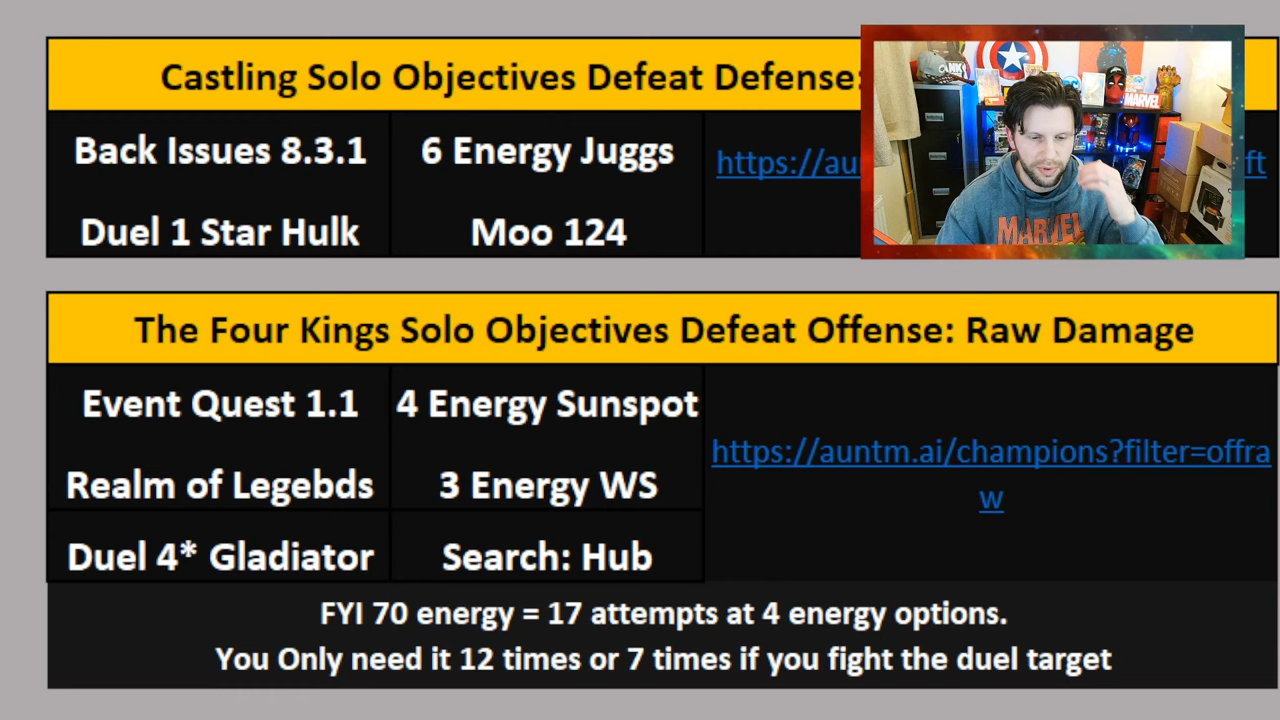 Castling Solo Objectives Defeat Defense:
Back Issues 8.3.1
6 Energy Juggs
Duel 1 Star Hulk
Moo 124
The Four Kings Solo Objectives Defeat Offense: Raw Damage
Event Quest 1.1
4 Energy Sunspot
Realm of Legebds
3 Energy WS
https://auntm.ai/champions?filter=offra
w
Duel 4* Gladiator
Search: Hub
FYI 70 energy = 17 attempts at 4 energy options.
You Only need it 12 times or 7 times if you fight the duel target
MARVEL
MARVEL